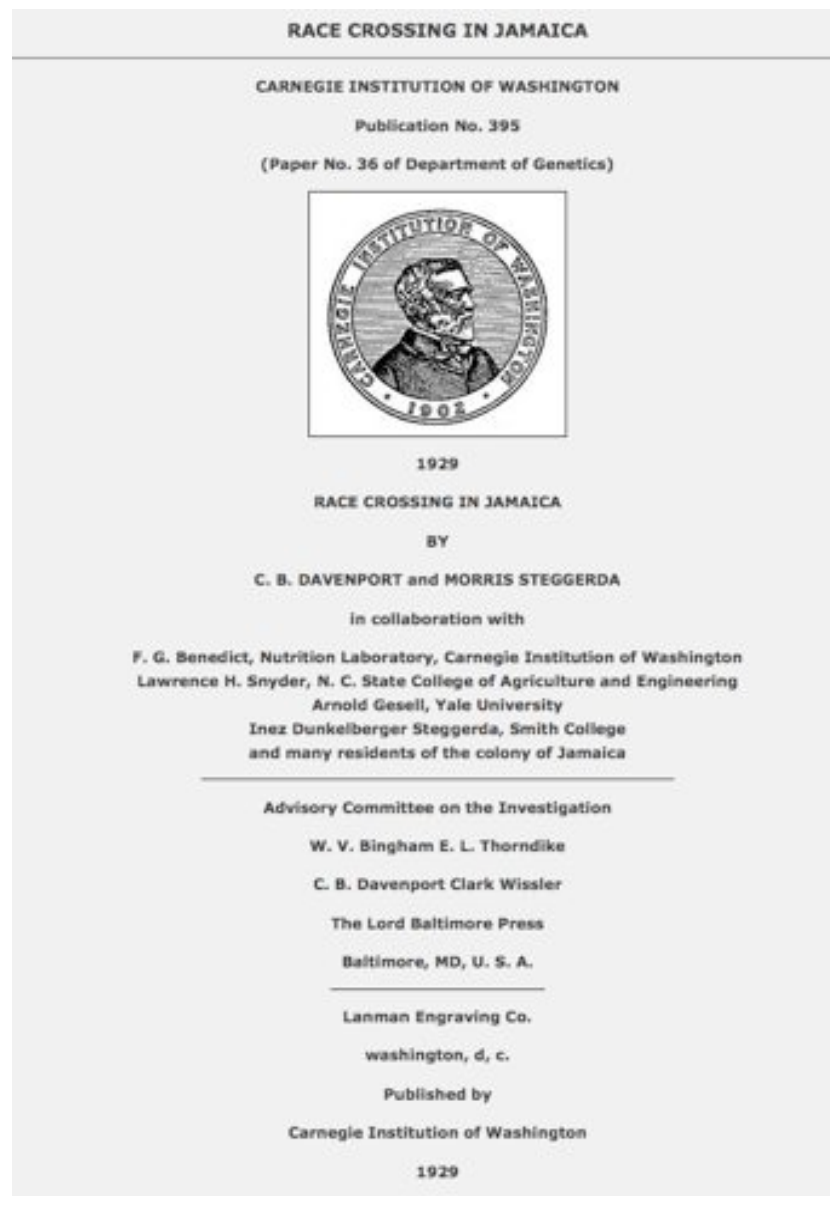 RACE CROSSING IN JAMAICA
CARNEGIE INSTITUTION OF WASHINGTON
Publication No. 395
(Paper No. 36 of Department of Genetics)
CARNEGIE INSTITUTION OF WASHINGTON
· 1902 ·
1929
RACE CROSSING IN JAMAICA
BY
C. B. DAVENPORT and MORRIS STEGGERDA
in collaboration with
F. G. Benedict, Nutrition Laboratory, Carnegie Institution of Washington
Lawrence H. Snyder, N. C. State College of Agriculture and Engineering
Arnold Gesell, Yale University
Inez Dunkelberger Steggerda, Smith College
and many residents of the colony of Jamaica
Advisory Committee on the Investigation
W. V. Bingham E. L. Thorndike
C. B. Davenport Clark Wissler
The Lord Baltimore Press
Baltimore, MD, U. S. A.
Lanman Engraving Co.
washington, d, c.
Published by
Carnegie Institution of Washington
1929